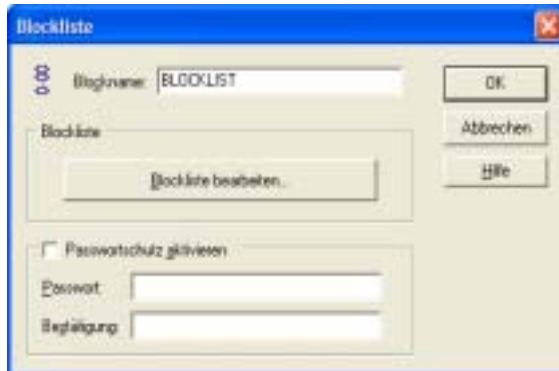 Blockliste
Blockname: BLOCKLIST
OK
Abbrechen
Hilfe
Blockliste
Blockliste bearbeiten...
Passwortschutz aktivieren
Passwort:
Bestätigung: